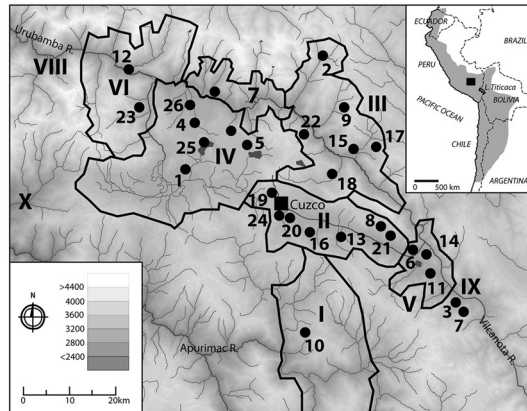 Urubamba R.
12
VIII
VI
26
7
2
ECUADOR
BRAZIL
PERU
L. Titicaca
BOLIVIA
PACIFIC OCEAN
CHILE
ARGENTINA
0 500 km
III
9
23
4
22
25
IV
5
15
17
1
18
X
19
Cuzco
24
II
20
16
13
8
21
14
6
11
V
IX
3
7
Vilcanota R.
I
10
Apurimac R.
N
>4400
4000
3600
3200
2800
<2400
0 10 20km